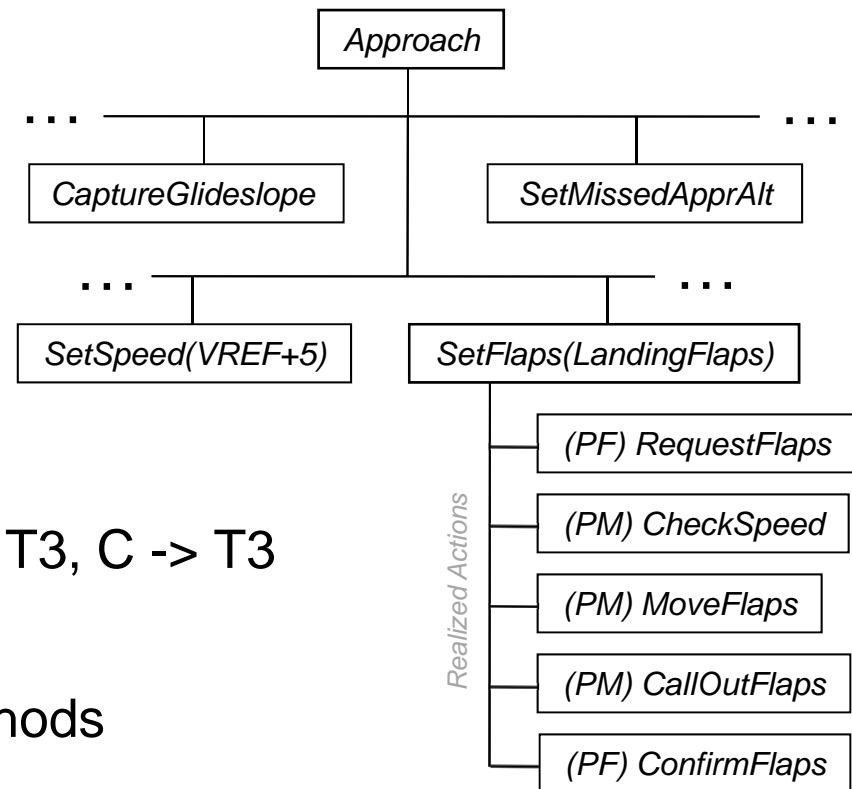 Approach
... ...
CaptureGlideslope SetMissedApprAlt
... ...
SetSpeed(VREF+5) SetFlaps(LandingFlaps)
(PF) RequestFlaps
(PM) CheckSpeed
T3, C -> T3
(PM) MoveFlaps
Realized Actions
(PM) CallOutFlaps
(PF) ConfirmFlaps